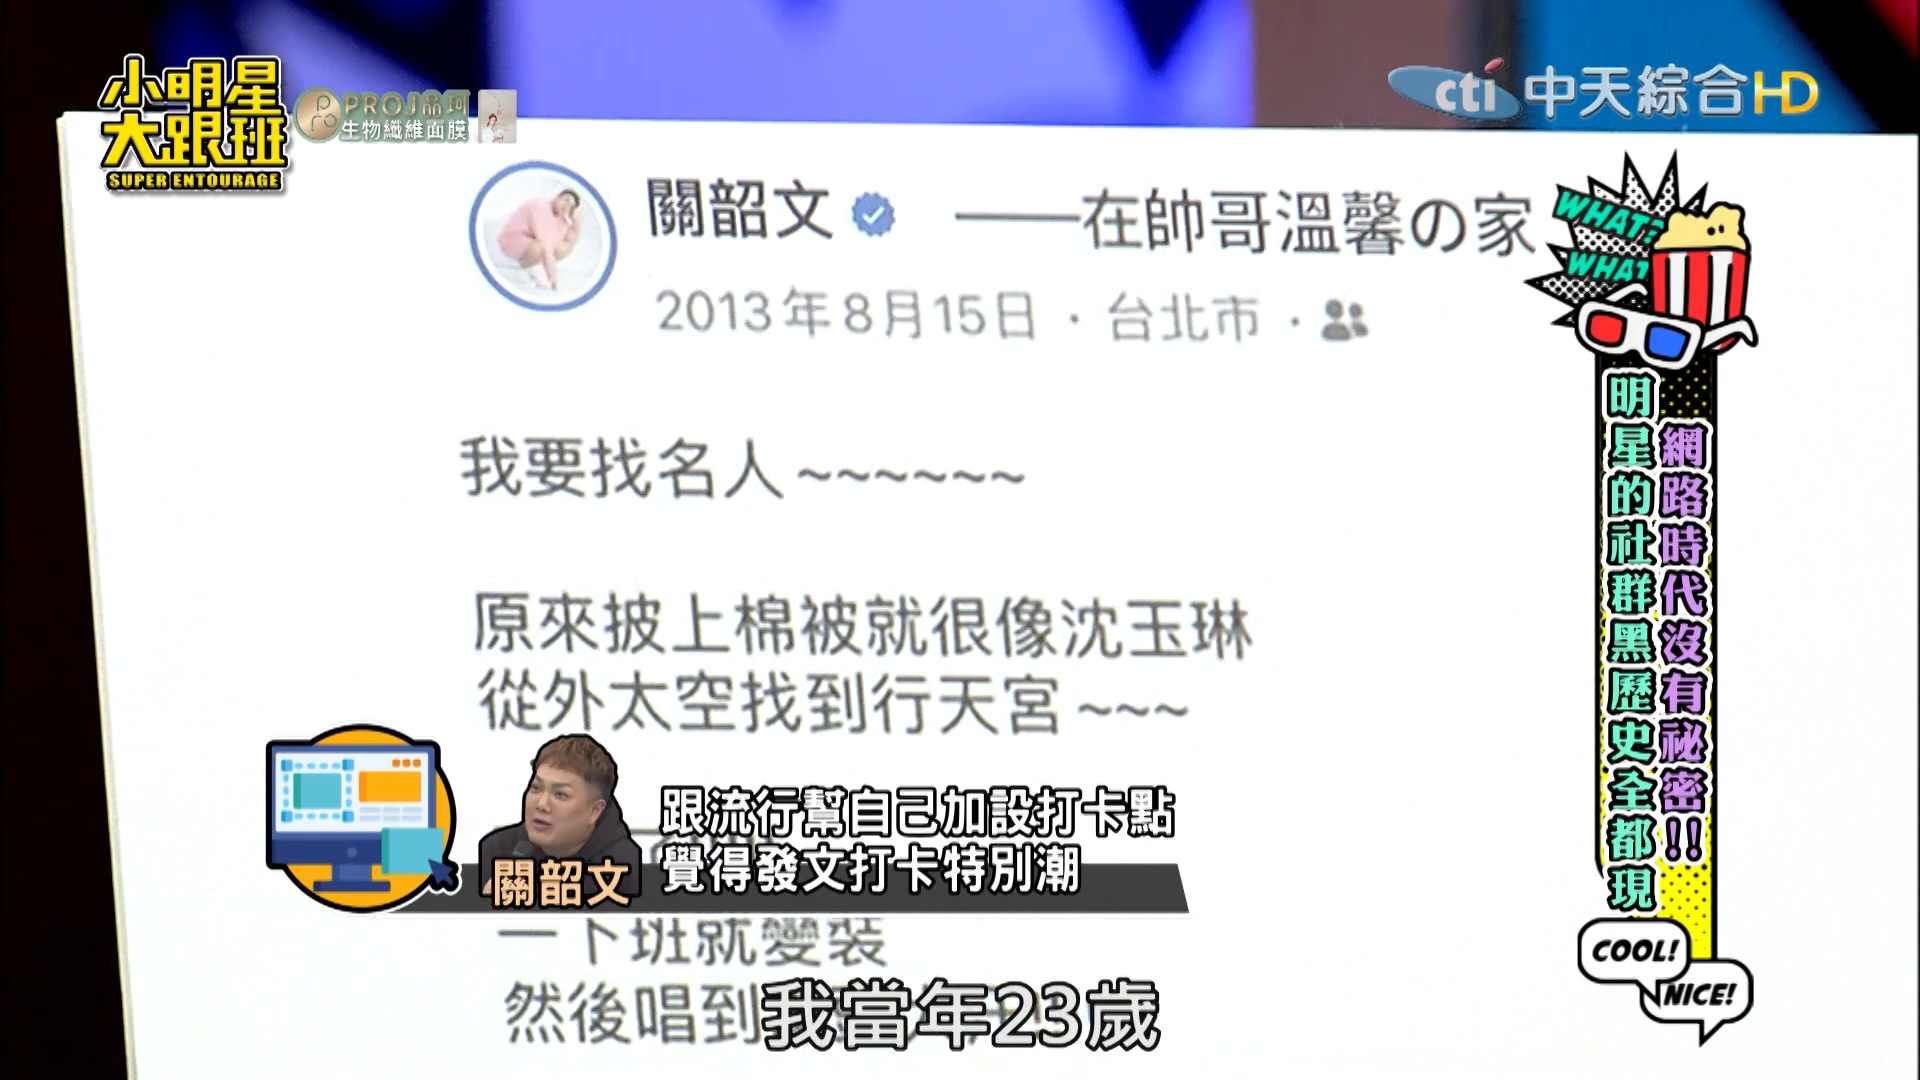 小明星
大跟班
SUPER ENTOURAGE
PRO
PROJ品珂
生物纖維面膜
cti 中天綜合HD
關韶文 ——在帥哥溫馨の家
2013年8月15日 · 台北市 ·
我要找名人~~~~~~
原來披上棉被就很像沈玉琳
從外太空找到行天宮~~~
跟流行幫自己加設打卡點
覺得發文打卡特別潮
關韶文
一下班就變裝
然後唱到
我當年23歲
WHAT?
WHAT
網路時代沒有祕密!!
明星的社群黑歷史全都現
COOL!
NICE!